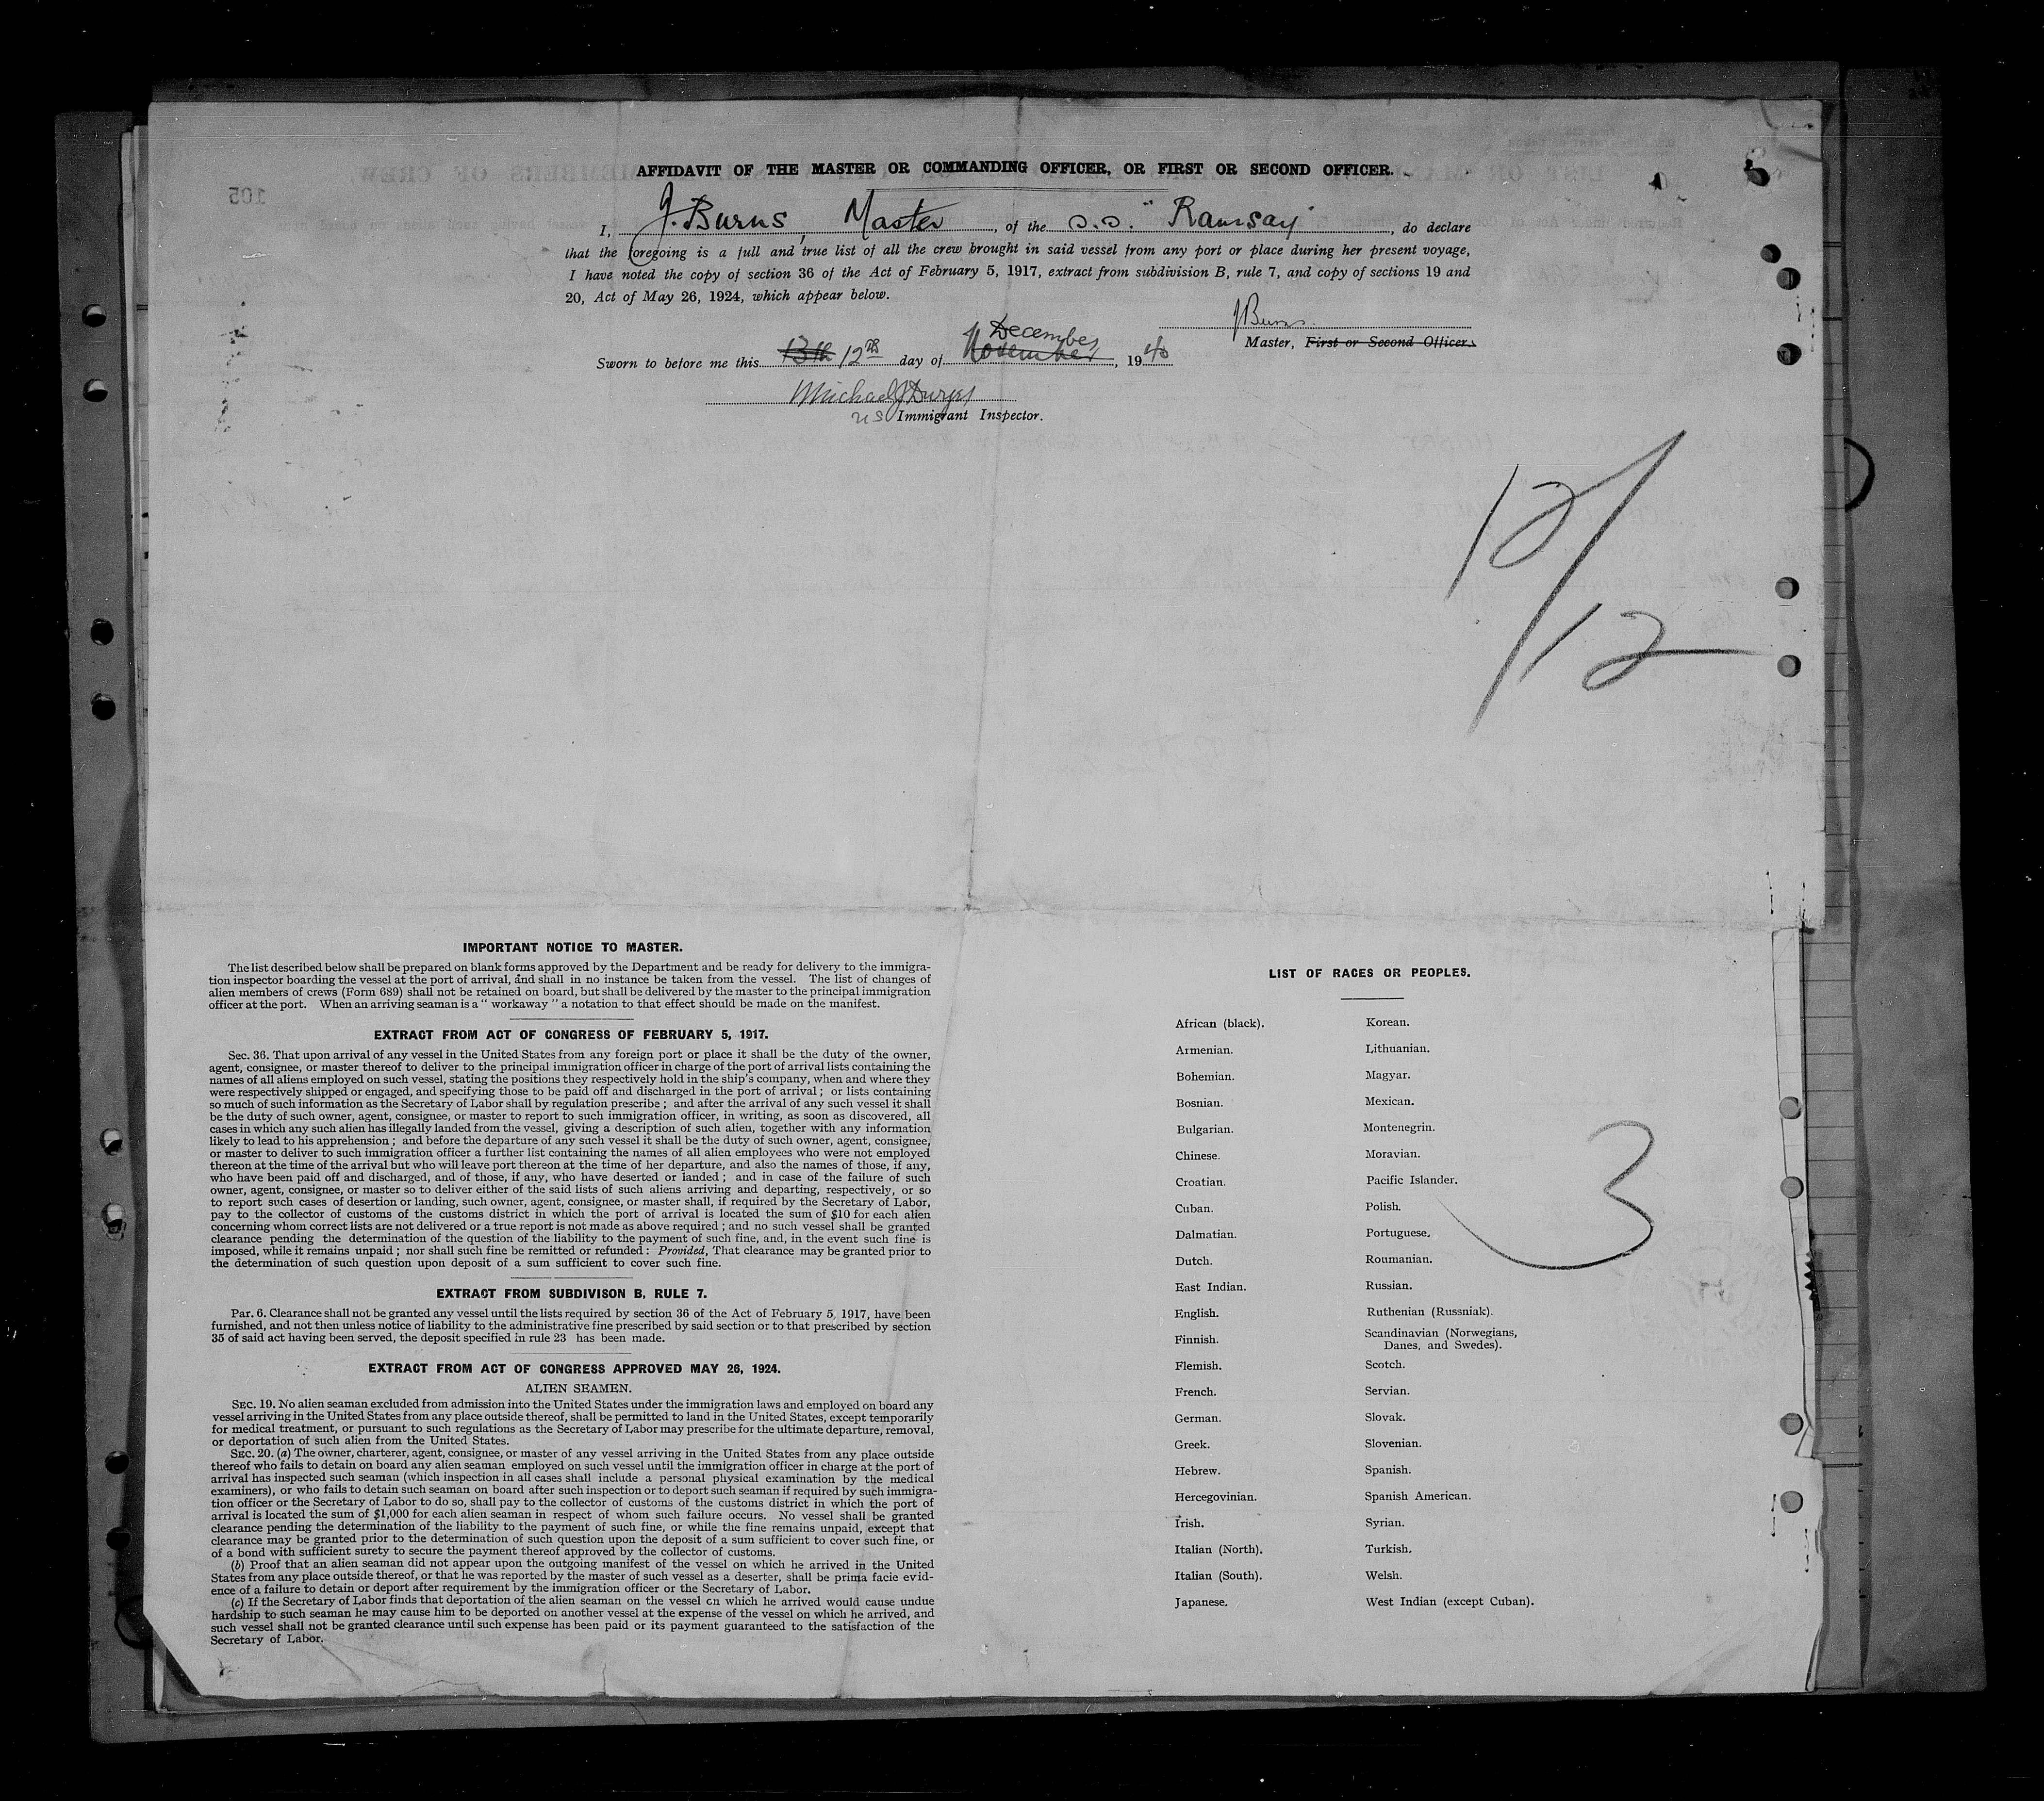 AFFIDAVIT OF THE MASTER OR COMMANDING OFFICER, OR FIRST OR SECOND OFFICER.
105
I, J. Burns, Master, of the S.S. "Ramsay", do declare
that the foregoing is a full and true list of all the crew brought in said vessel from any port or place during her present voyage,
I have noted the copy of section 36 of the Act of February 5, 1917, extract from subdivision B, rule 7, and copy of sections 19 and
20, Act of May 26, 1924, which appear below.
J Burns
Master, First or Second Officer.
December
Sworn to before me this 13th 12th day of November, 1940
Michael J
US Immigrant Inspector.
12/12
IMPORTANT NOTICE TO MASTER.
The list described below shall be prepared on blank forms approved by the Department and be ready for delivery to the immigra-
tion inspector boarding the vessel at the port of arrival, and shall in no instance be taken from the vessel. The list of changes of
alien members of crews (Form 689) shall not be retained on board, but shall be delivered by the master to the principal immigration
officer at the port. When an arriving seaman is a " workaway " a notation to that effect should be made on the manifest.
EXTRACT FROM ACT OF CONGRESS OF FEBRUARY 5, 1917.
Sec. 36. That upon arrival of any vessel in the United States from any foreign port or place it shall be the duty of the owner,
agent, consignee, or master thereof to deliver to the principal immigration officer in charge of the port of arrival lists containing the
names of all aliens employed on such vessel, stating the positions they respectively hold in the ship's company, when and where they
were respectively shipped or engaged, and specifying those to be paid off and discharged in the port of arrival ; or lists containing
so much of such information as the Secretary of Labor shall by regulation prescribe ; and after the arrival of any such vessel it shall
be the duty of such owner, agent, consignee, or master to report to such immigration officer, in writing, as soon as discovered, all
cases in which any such alien has illegally landed from the vessel, giving a description of such alien, together with any information
likely to lead to his apprehension ; and before the departure of any such vessel it shall be the duty of such owner, agent, consignee,
or master to deliver to such immigration officer a further list containing the names of all alien employees who were not employed
thereon at the time of the arrival but who will leave port thereon at the time of her departure, and also the names of those, if any,
who have been paid off and discharged, and of those, if any, who have deserted or landed ; and in case of the failure of such
owner, agent, consignee, or master so to deliver either of the said lists of such aliens arriving and departing, respectively, or so
to report such cases of desertion or landing, such owner, agent, consignee, or master shall, if required by the Secretary of Labor,
pay to the collector of customs of the customs district in which the port of arrival is located the sum of $10 for each alien
concerning whom correct lists are not delivered or a true report is not made as above required ; and no such vessel shall be granted
clearance pending the determination of the question of the liability to the payment of such fine, and, in the event such fine is
imposed, while it remains unpaid ; nor shall such fine be remitted or refunded : Provided, That clearance may be granted prior to
the determination of such question upon deposit of a sum sufficient to cover such fine.
EXTRACT FROM SUBDIVISON B, RULE 7.
Par. 6. Clearance shall not be granted any vessel until the lists required by section 36 of the Act of February 5, 1917, have been
furnished, and not then unless notice of liability to the administrative fine prescribed by said section or to that prescribed by section
35 of said act having been served, the deposit specified in rule 23 has been made.
EXTRACT FROM ACT OF CONGRESS APPROVED MAY 26, 1924.
ALIEN SEAMEN.
SEC. 19. No alien seaman excluded from admission into the United States under the immigration laws and employed on board any
vessel arriving in the United States from any place outside thereof, shall be permitted to land in the United States, except temporarily
for medical treatment, or pursuant to such regulations as the Secretary of Labor may prescribe for the ultimate departure, removal,
or deportation of such alien from the United States.
SEC. 20. (a) The owner, charterer, agent, consignee, or master of any vessel arriving in the United States from any place outside
thereof who fails to detain on board any alien seaman employed on such vessel until the immigration officer in charge at the port of
arrival has inspected such seaman (which inspection in all cases shall include a personal physical examination by the medical
examiners), or who fails to detain such seaman on board after such inspection or to deport such seaman if required by such immigra-
tion officer or the Secretary of Labor to do so, shall pay to the collector of customs of the customs district in which the port of
arrival is located the sum of $1,000 for each alien seaman in respect of whom such failure occurs. No vessel shall be granted
clearance pending the determination of the liability to the payment of such fine, or while the fine remains unpaid, except that
clearance may be granted prior to the determination of such question upon the deposit of a sum sufficient to cover such fine, or
of a bond with sufficient surety to secure the payment thereof approved by the collector of customs.
(b) Proof that an alien seaman did not appear upon the outgoing manifest of the vessel on which he arrived in the United
States from any place outside thereof, or that he was reported by the master of such vessel as a deserter, shall be prima facie evid-
ence of a failure to detain or deport after requirement by the immigration officer or the Secretary of Labor.
(c) If the Secretary of Labor finds that deportation of the alien seaman on the vessel on which he arrived would cause undue
hardship to such seaman he may cause him to be deported on another vessel at the expense of the vessel on which he arrived, and
such vessel shall not be granted clearance until such expense has been paid or its payment guaranteed to the satisfaction of the
Secretary of Labor.
LIST OF RACES OR PEOPLES.
African (black).
Armenian.
Bohemian.
Bosnian.
Bulgarian.
Chinese.
Croatian.
Cuban.
Dalmatian.
Dutch.
East Indian.
English.
Finnish.
Flemish.
French.
German.
Greek.
Hebrew.
Hercegovinian.
Irish.
Italian (North).
Italian (South).
Japanese.
Korean.
Lithuanian.
Magyar.
Mexican.
Montenegrin.
Moravian.
Pacific Islander.
Polish.
Portuguese.
Roumanian.
Russian.
Ruthenian (Russniak).
Scandinavian (Norwegians,
Danes, and Swedes).
Scotch.
Servian.
Slovak.
Slovenian.
Spanish.
Spanish American.
Syrian.
Turkish.
Welsh.
West Indian (except Cuban).
3